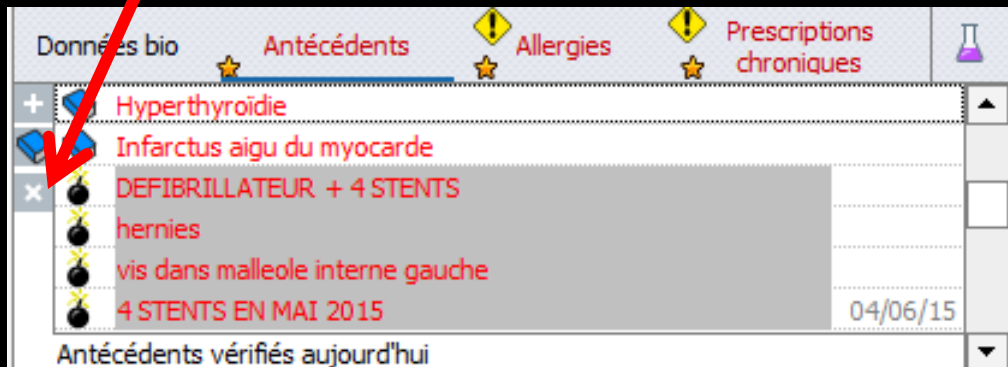 Données bio
Antécédents
Allergies
Prescriptions
chroniques
Hyperthyroïdie
Infarctus aigu du myocarde
DEFIBRILLATEUR + 4 STENTS
hernies
vis dans malleole interne gauche
4 STENTS EN MAI 2015 04/06/15
Antécédents vérifiés aujourd'hui